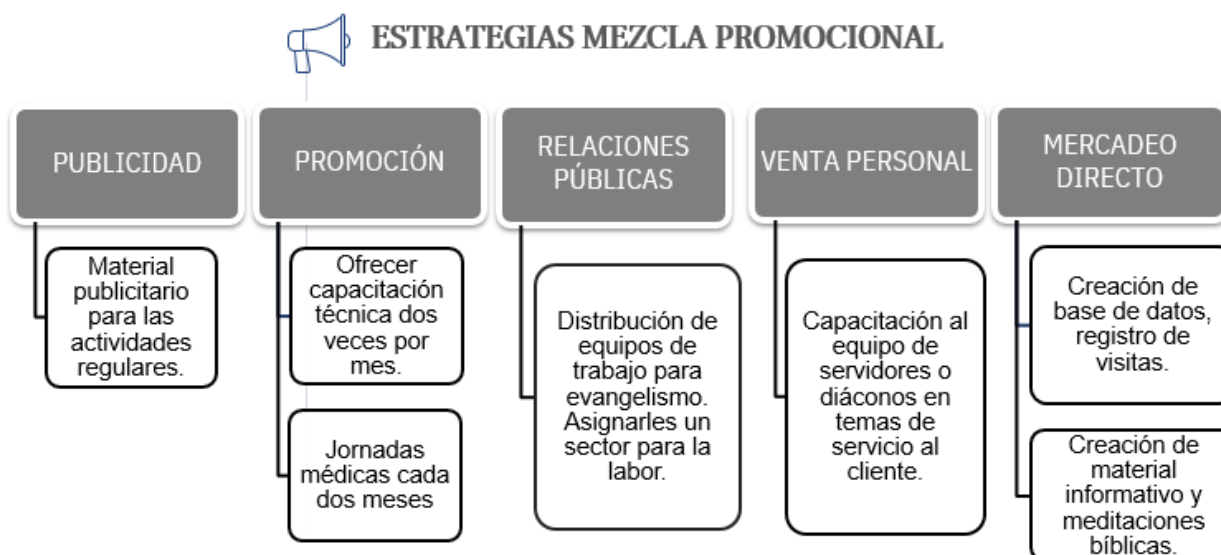 ESTRATEGIAS MEZCLA PROMOCIONAL
PUBLICIDAD
Material
publicitario
para las
actividades
regulares.
PROMOCIÓN
Ofrecer
capacitación
técnica dos
veces por
mes.
Jornadas
médicas cada
dos meses
RELACIONES
PÚBLICAS
Distribución de
equipos de
trabajo para
evangelismo.
Asignarles un
sector para la
labor.
VENTA PERSONAL
Capacitación al
equipo de
servidores o
diáconos en
temas de
servicio al
cliente.
MERCADEO
DIRECTO
Creación de
base de datos,
registro de
visitas.
Creación de
material
informativo y
meditaciones
bíblicas.